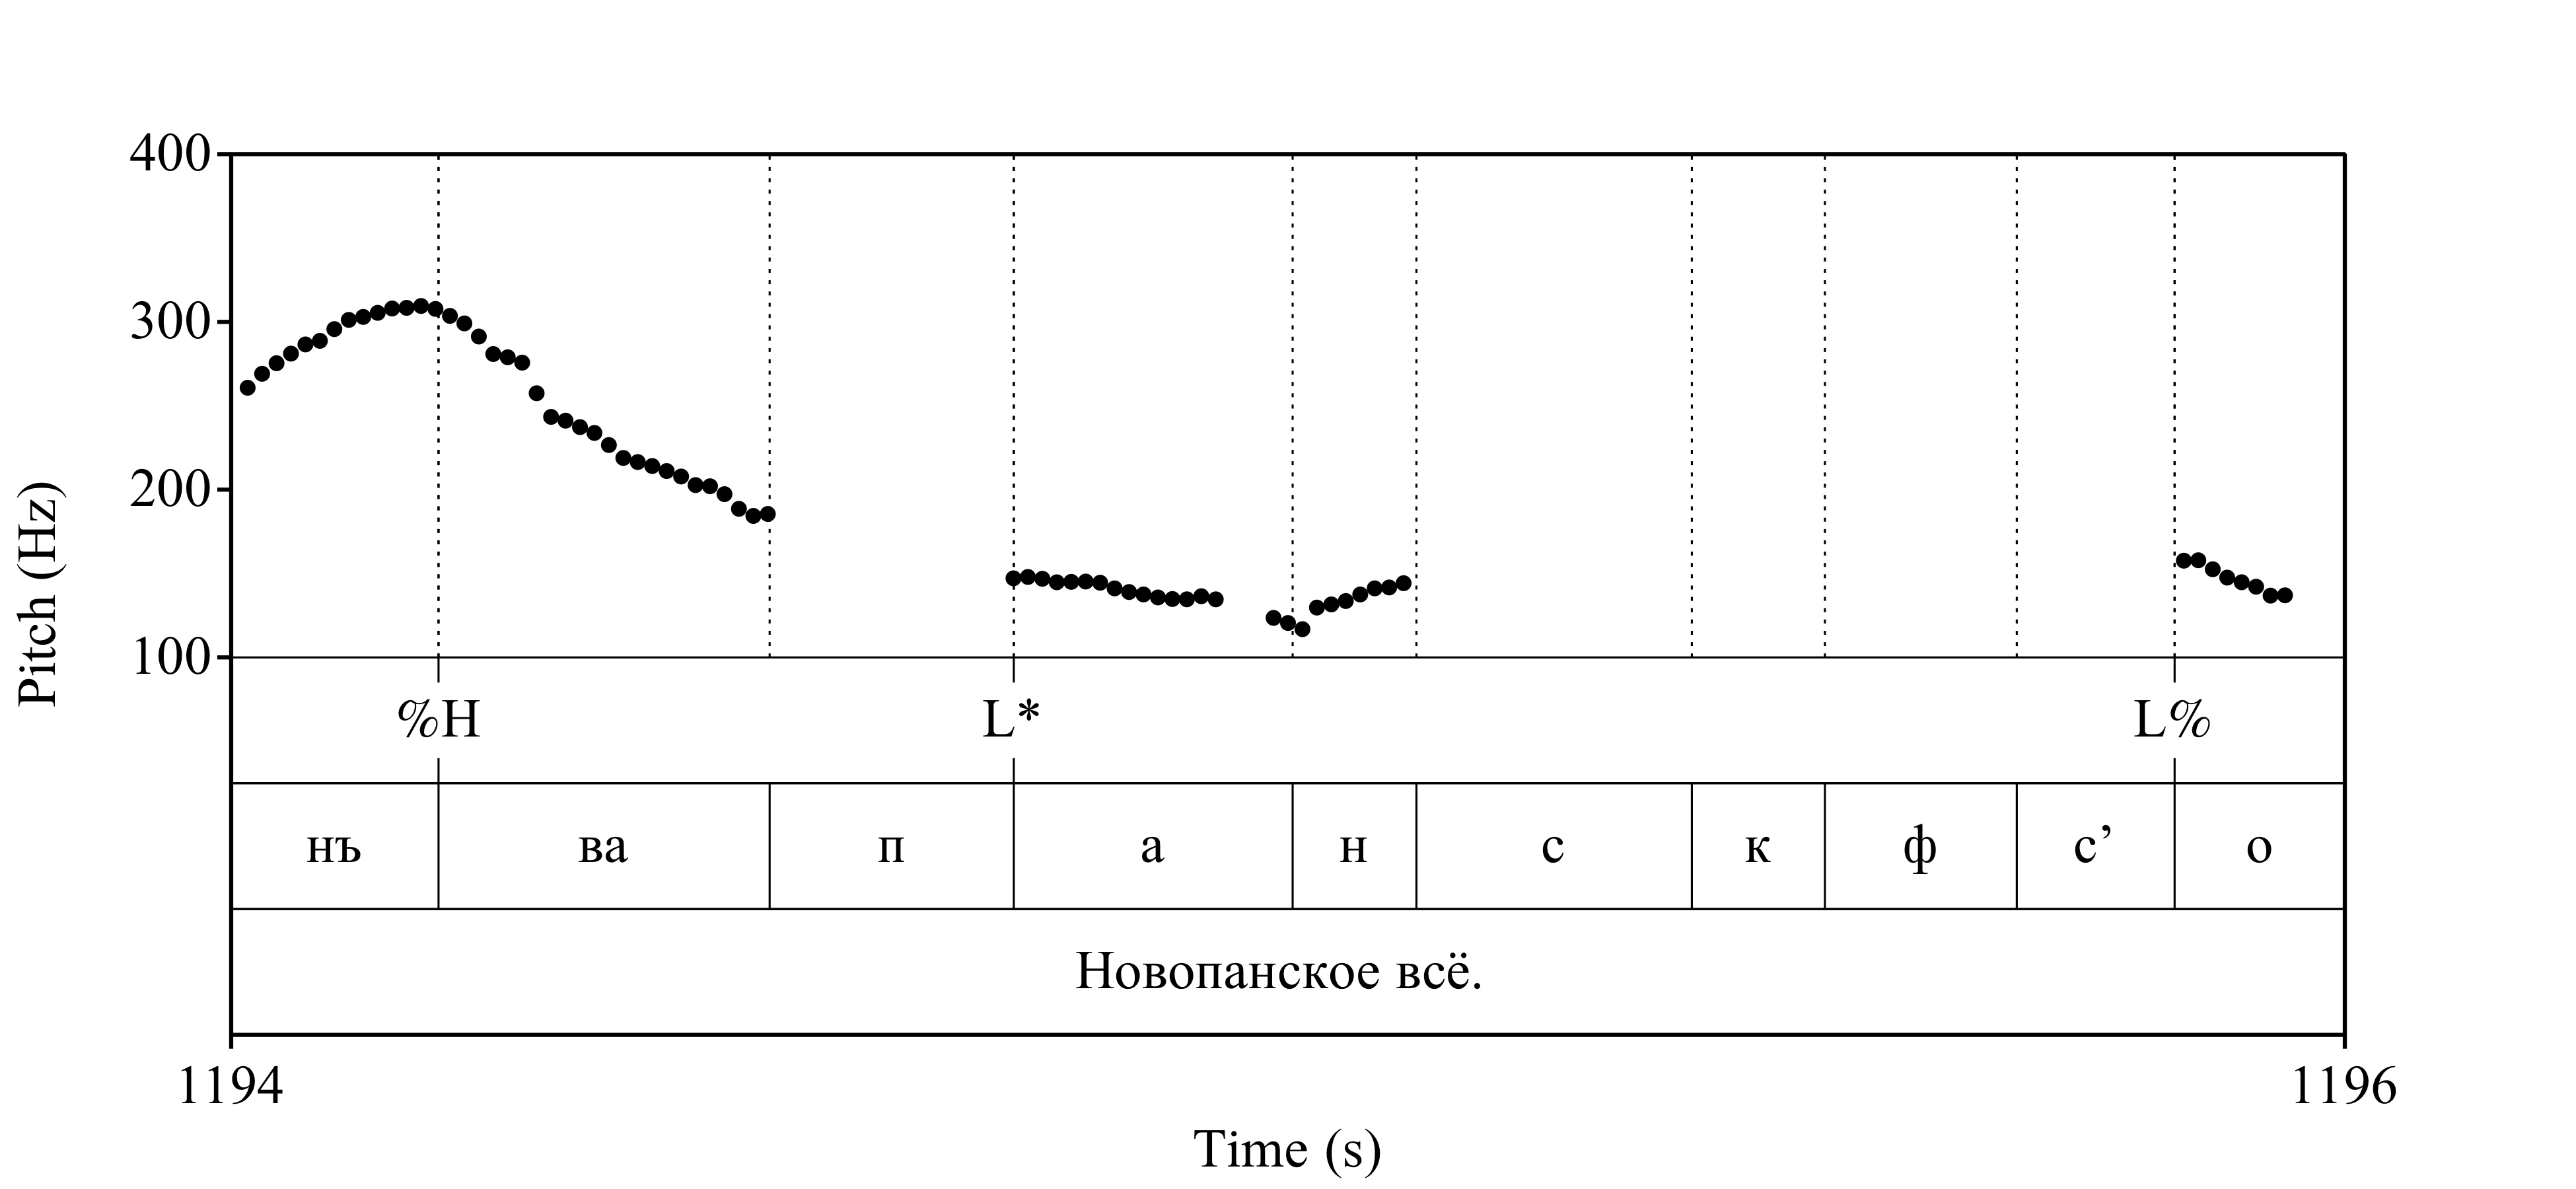 400
300
200
100
Pitch (Hz)
%H L* L%
нъ ва п а н с к ф с’ о
Новопанское всё.
1194 1196
Time (s)